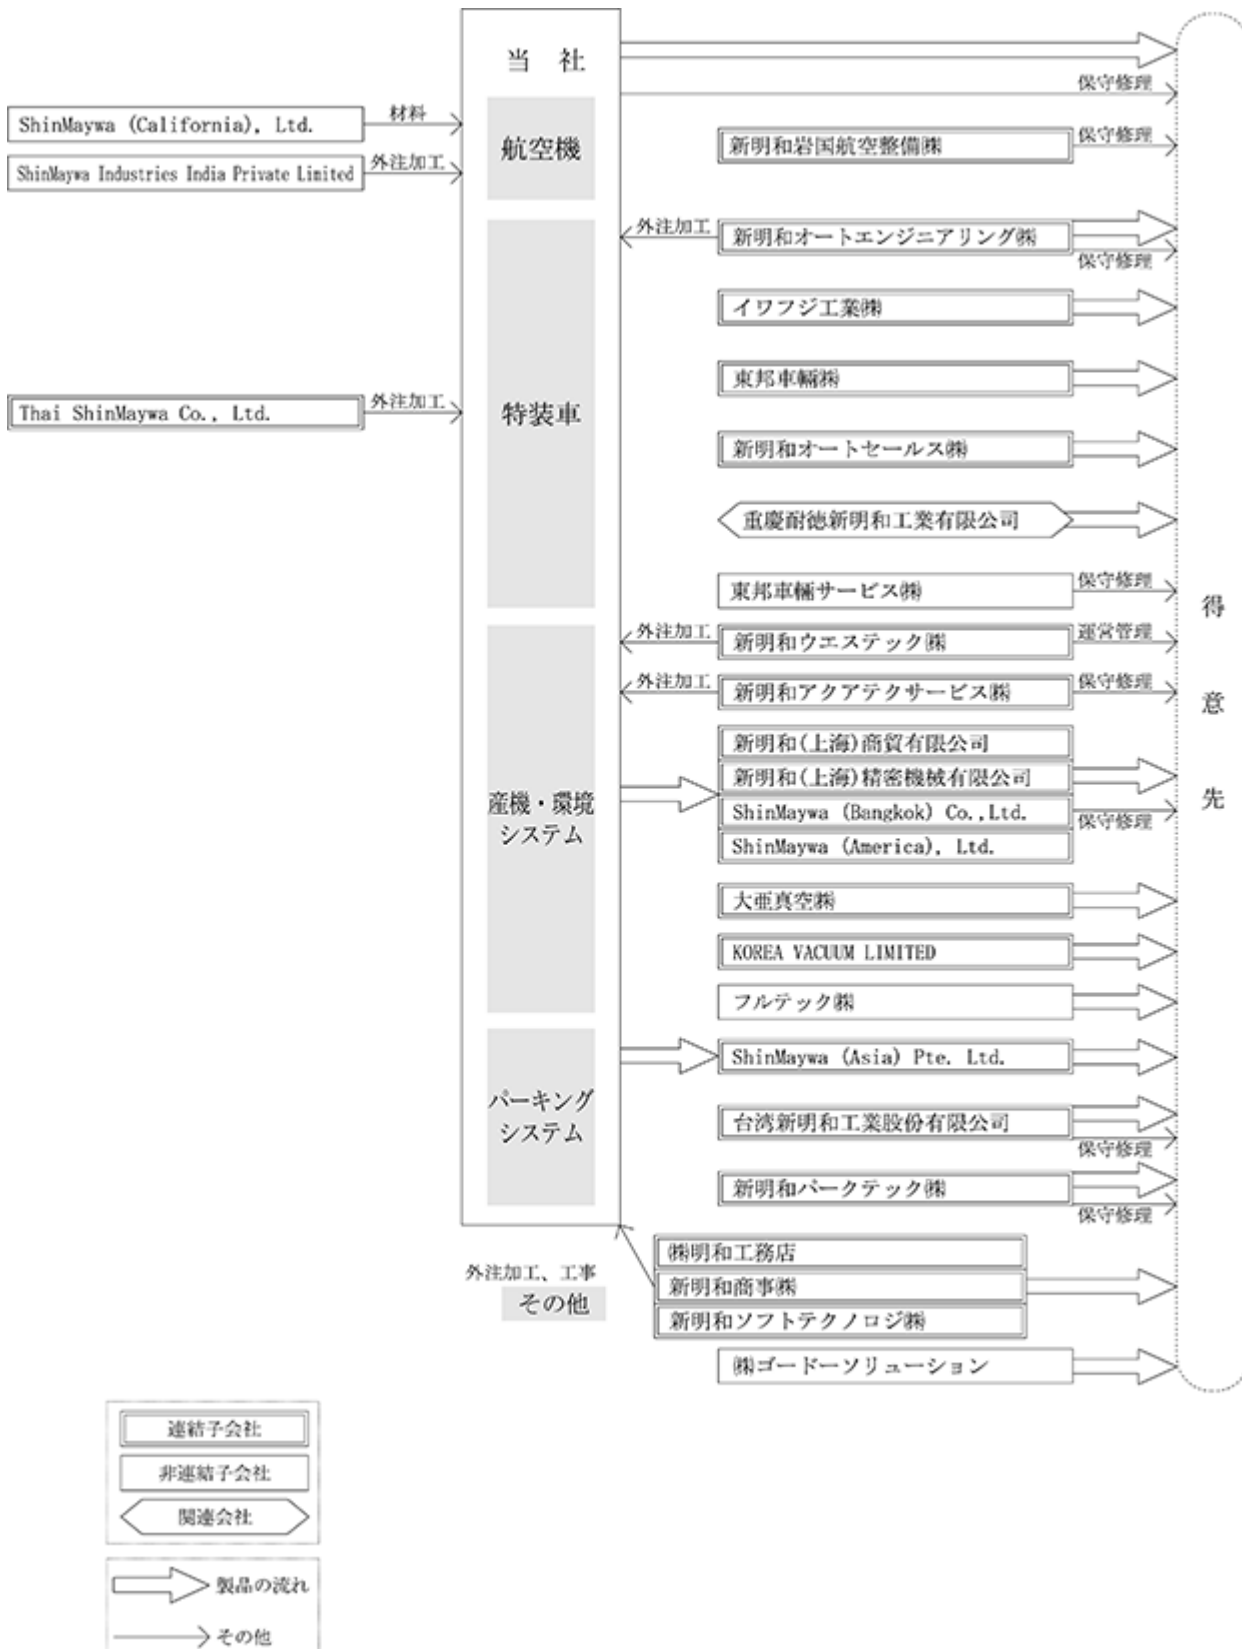 当 社
保守修理
ShinMaywa (California), Ltd.
材料
航空機
新明和岩国航空整備㈱
保守修理
ShinMaywa Industries India Private Limited
外注加工
外注加工
新明和オートエンジニアリング㈱
保守修理
イワフジ工業㈱
東邦車輛㈱
Thai ShinMaywa Co., Ltd.
外注加工
特装車
新明和オートセールス㈱
重慶耐徳新明和工業有限公司
東邦車輛サービス㈱
保守修理
外注加工
新明和ウエステック㈱
運営管理
外注加工
新明和アクアテクサービス㈱
保守修理
得
意
先
新明和(上海)商貿有限公司
新明和(上海)精密機械有限公司
産機・環境
システム
ShinMaywa (Bangkok) Co.,Ltd.
保守修理
ShinMaywa (America), Ltd.
大亜真空㈱
KOREA VACUUM LIMITED
フルテック㈱
ShinMaywa (Asia) Pte. Ltd.
パーキング
システム
台湾新明和工業股份有限公司
保守修理
新明和パークテック㈱
保守修理
㈱明和工務店
外注加工、工事
新明和商事㈱
その他
新明和ソフトテクノロジ㈱
㈱ゴードーソリューション
連結子会社
非連結子会社
関連会社
製品の流れ
その他